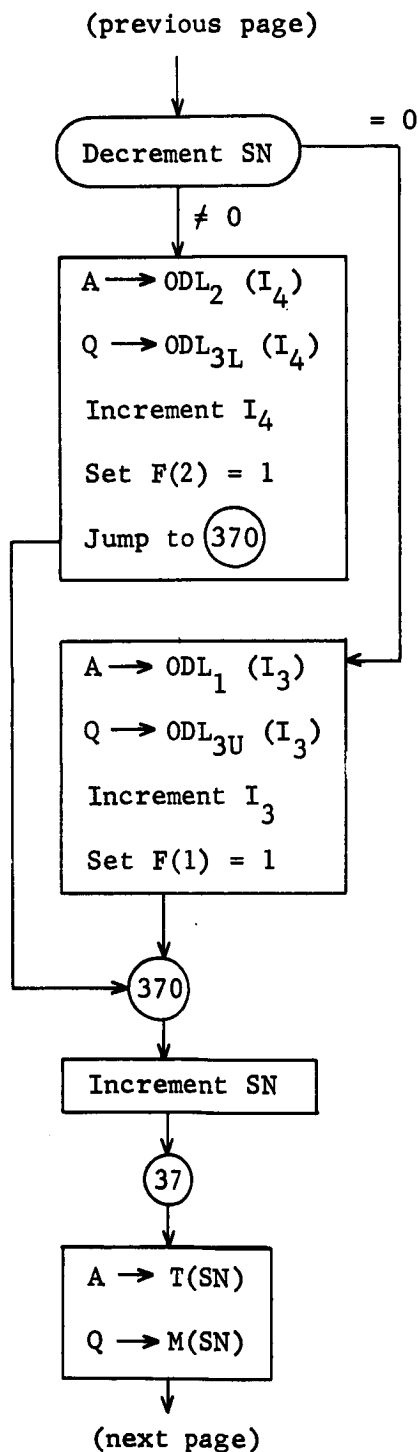 (previous page)
= 0
Decrement SN
≠ 0
A → ODL₂ (I₄)
Q → ODL₃L (I₄)
Increment I₄
Set F(2) = 1
Jump to 370
A → ODL₁ (I₃)
Q → ODL₃U (I₃)
Increment I₃
Set F(1) = 1
370
Increment SN
37
A → T(SN)
Q → M(SN)
(next page)